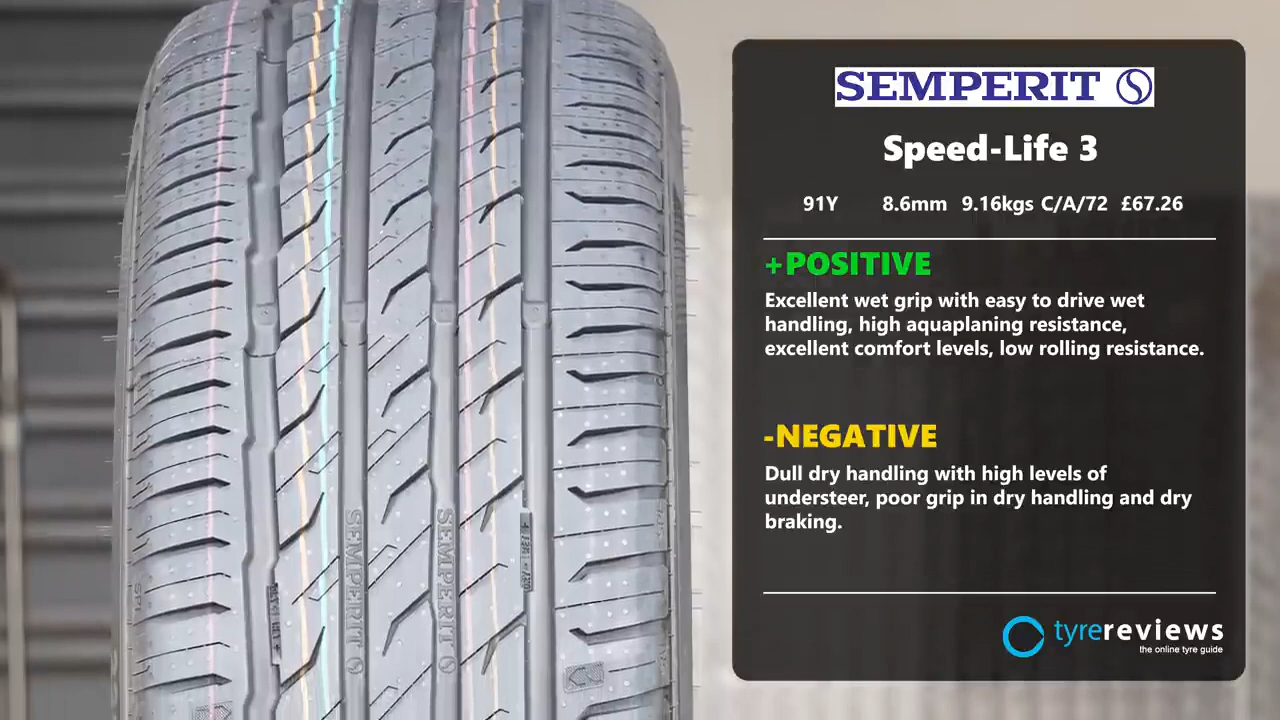 SEMPERIT
Speed-Life 3
91Y 8.6mm 9.16kgs C/A/72 £67.26
+POSITIVE
Excellent wet grip with easy to drive wet
handling, high aquaplaning resistance,
excellent comfort levels, low rolling resistance.
-NEGATIVE
Dull dry handling with high levels of
understeer, poor grip in dry handling and dry
braking.
tyrereviews
the online tyre guide
SEMPERIT
SEMPERIT